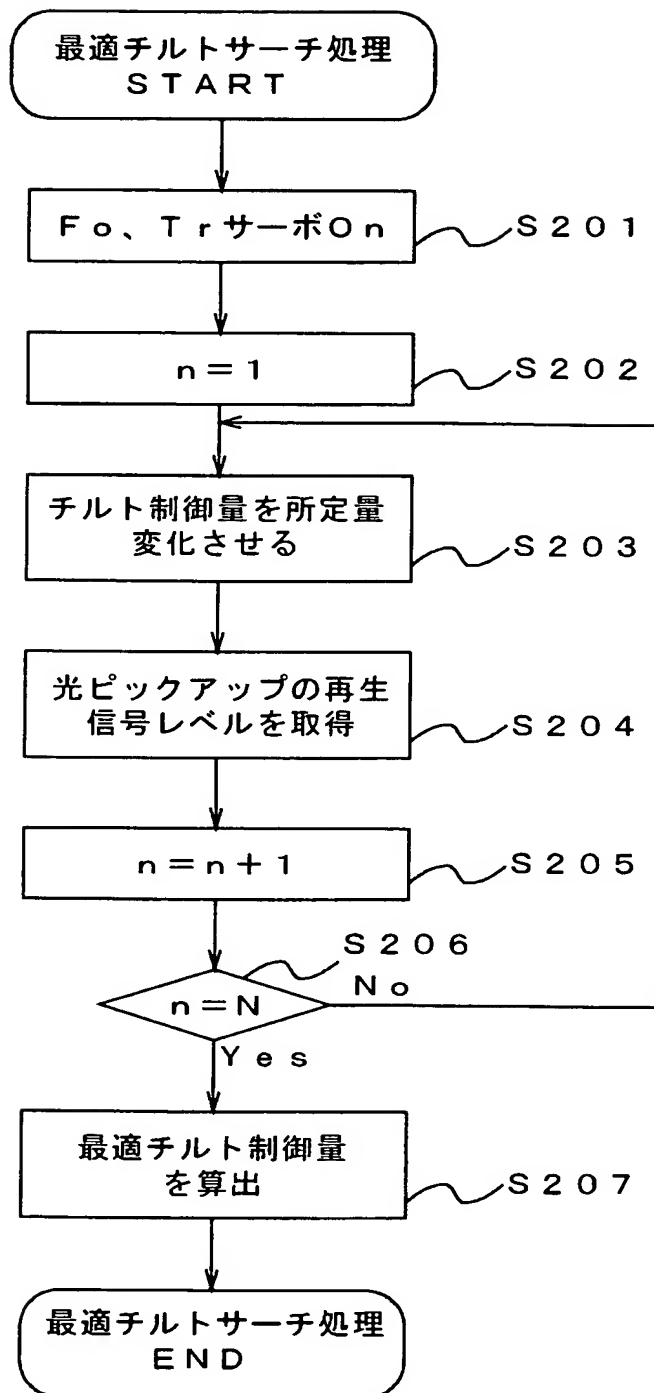 最適チルトサーチ処理
START
Fo、TrサーボOn
S201
n=1
S202
チルト制御量を所定量
変化させる
S203
光ピックアップの再生
信号レベルを取得
S204
n=n+1
S205
S206
n=N
No
Yes
最適チルト制御量
を算出
S207
最適チルトサーチ処理
END